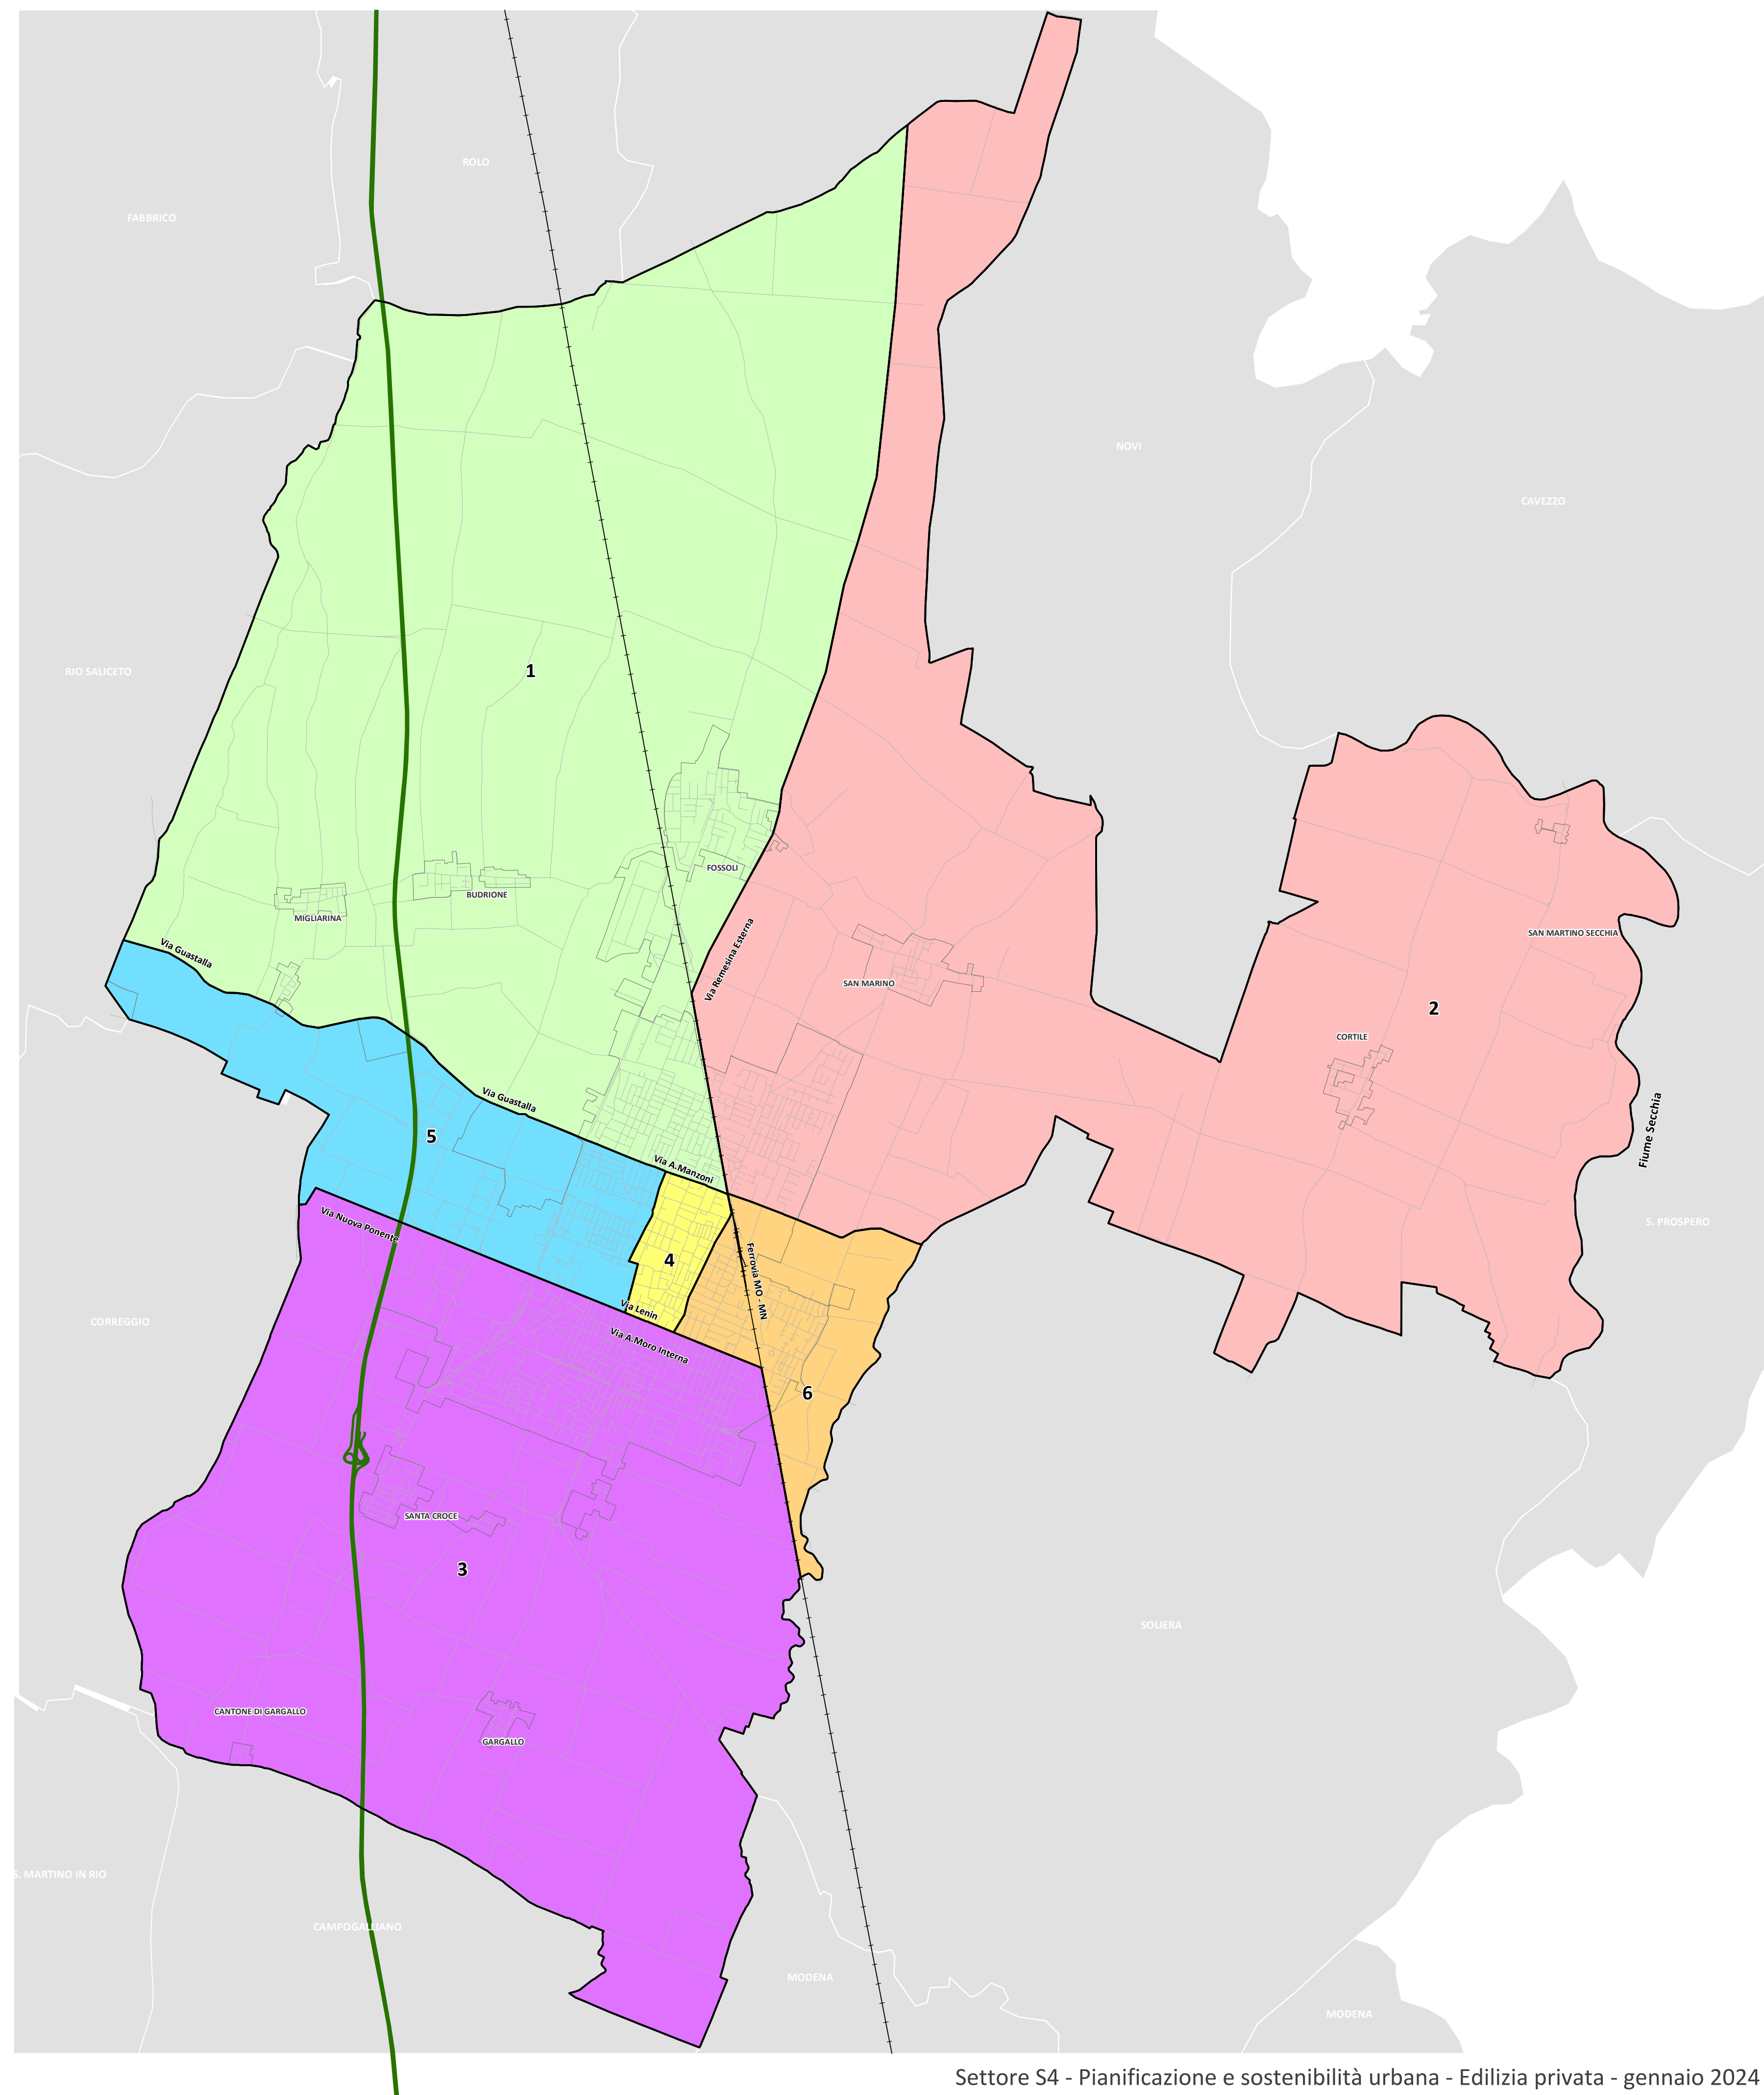 ROLO
FABBRICO
NOVI
CAVEZZO
RIO SALICETO
1
FOSSOLI
BUDRIONE
MIGLIARINA
Via Guastalla
Via Remesina Esterna
SAN MARTINO SECCHIA
SAN MARINO
2
CORTILE
Via Guastalla
5
Fiume Secchia
Via A.Manzoni
Via Nuova Ponente
S. PROSPERO
4
Ferrovia MO - MN
Via Lenin
CORREGGIO
Via A.Moro Interna
6
SANTA CROCE
3
SOLIERA
CANTONE DI GARGALLO
GARGALLO
S. MARTINO IN RIO
CAMPOGALLIANO
MODENA
MODENA
Settore S4 - Pianificazione e sostenibilità urbana - Edilizia privata - gennaio 2024